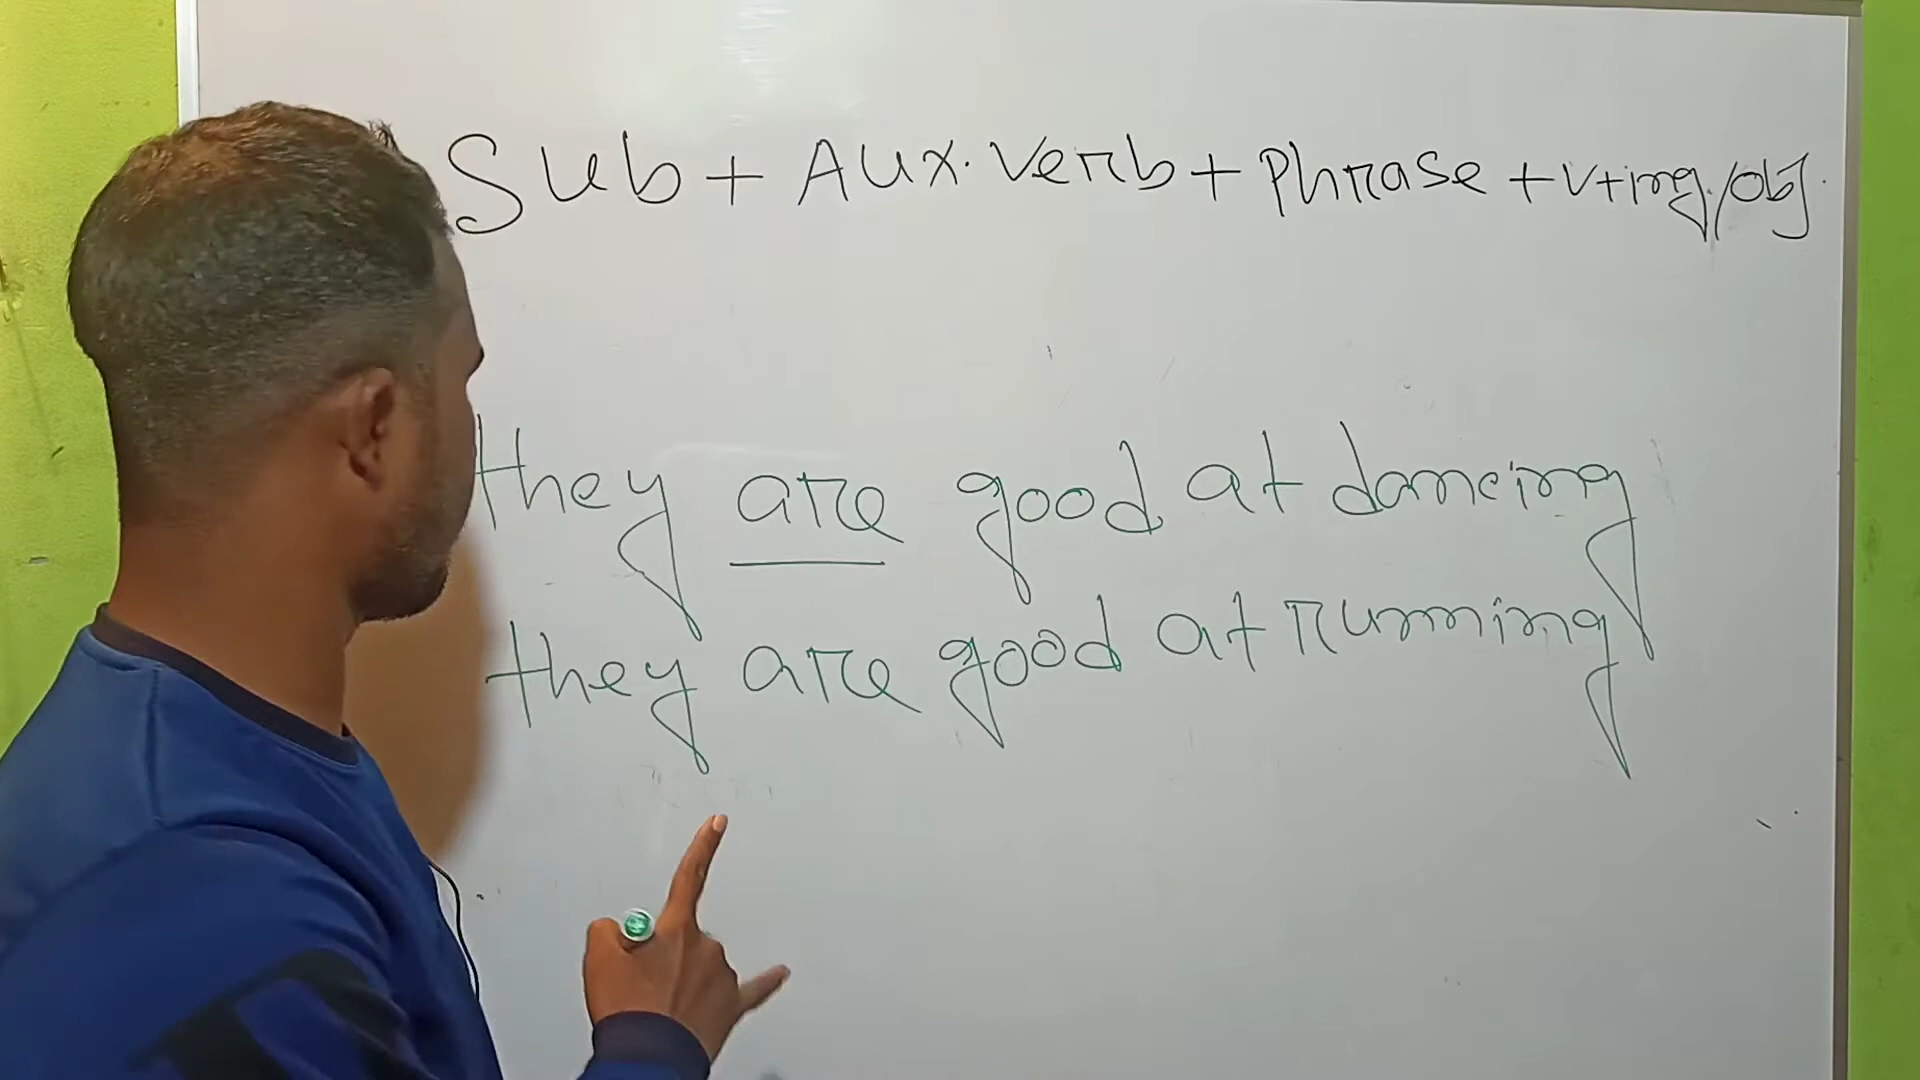 Sub + Aux. verb + Phrase + v+ing./obj.
they are good at dancing
they are good at running